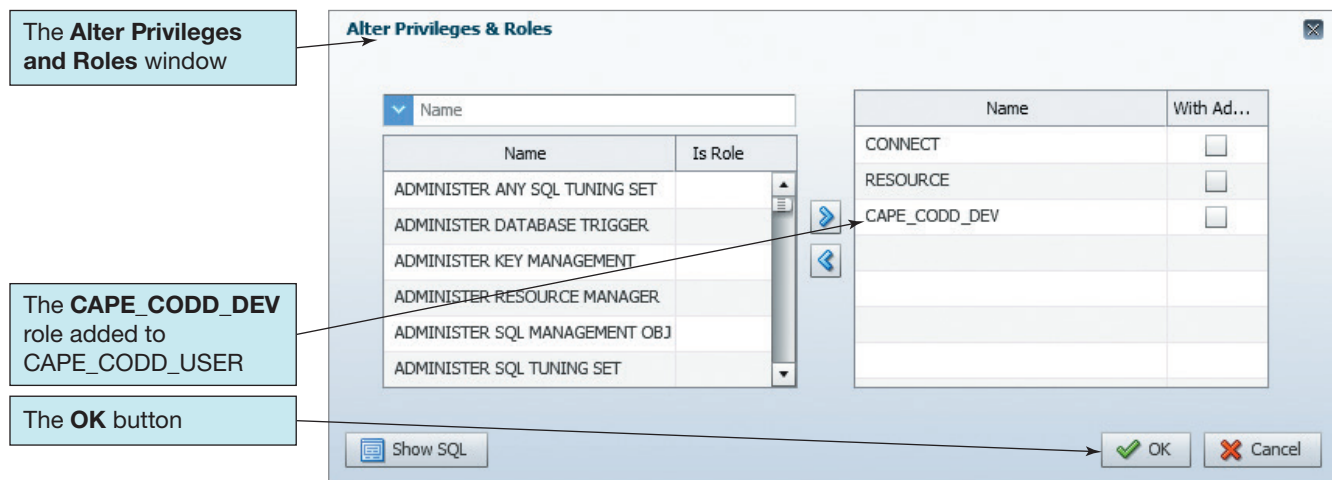 The Alter Privileges
and Roles window
Alter Privileges & Roles
Name
Name Is Role
ADMINISTER ANY SQL TUNING SET
ADMINISTER DATABASE TRIGGER
ADMINISTER KEY MANAGEMENT
ADMINISTER RESOURCE MANAGER
ADMINISTER SQL MANAGEMENT OBJ
ADMINISTER SQL TUNING SET
Name With Ad...
CONNECT
RESOURCE
CAPE_CODD_DEV
The CAPE_CODD_DEV
role added to
CAPE_CODD_USER
The OK button
Show SQL
OK
Cancel